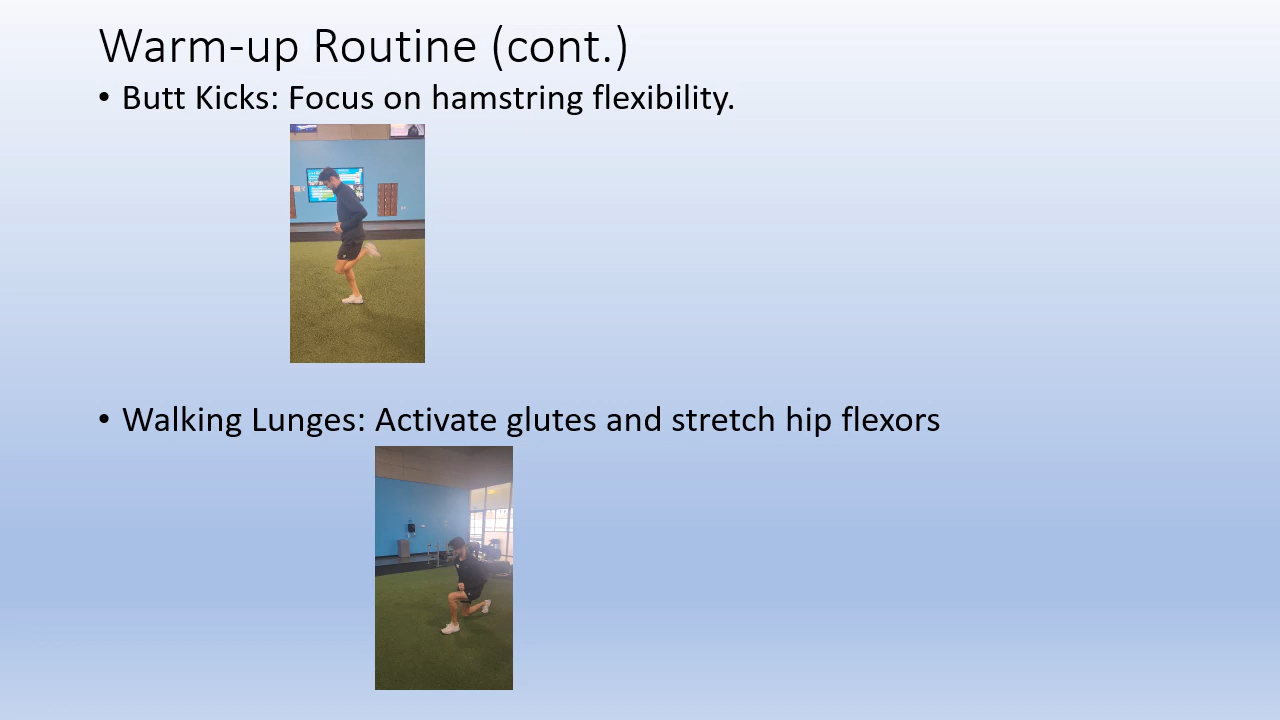 Warm-up Routine (cont.)
• Butt Kicks: Focus on hamstring flexibility.
• Walking Lunges: Activate glutes and stretch hip flexors